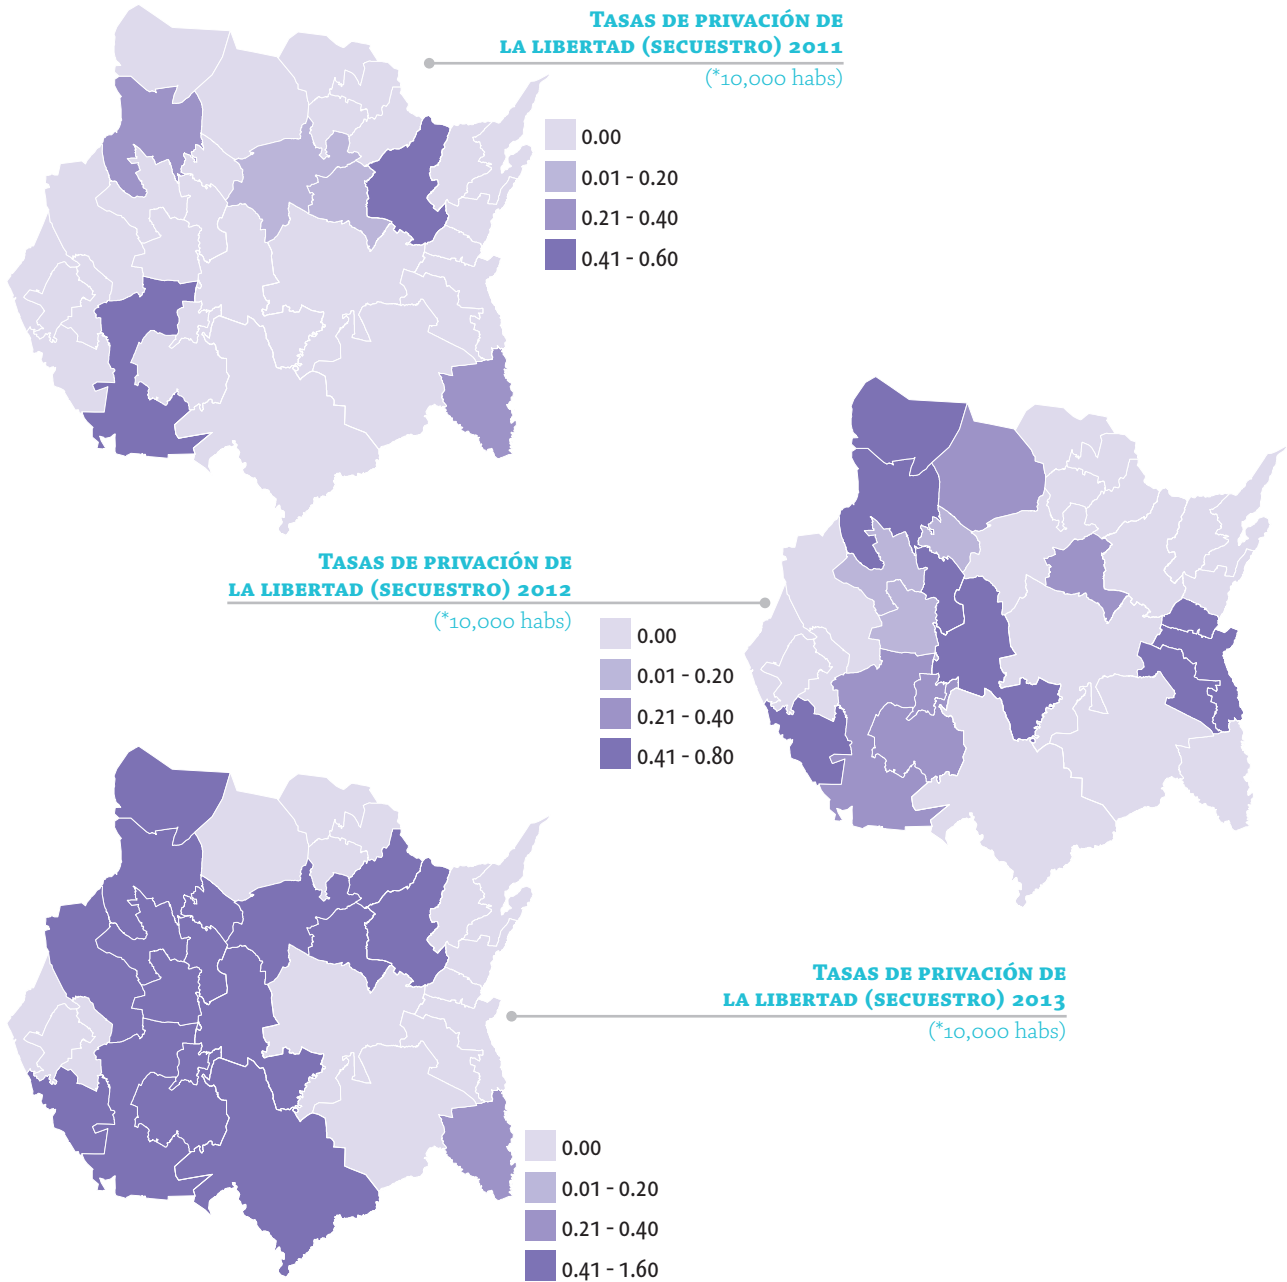 Tasas de privación de
la libertad (secuestro) 2011
(*10,000 habs)
0.00
0.01 - 0.20
0.21 - 0.40
0.41 - 0.60
Tasas de privación de
la libertad (secuestro) 2012
(*10,000 habs)
0.00
0.01 - 0.20
0.21 - 0.40
0.41 - 0.80
Tasas de privación de
la libertad (secuestro) 2013
(*10,000 habs)
0.00
0.01 - 0.20
0.21 - 0.40
0.41 - 1.60